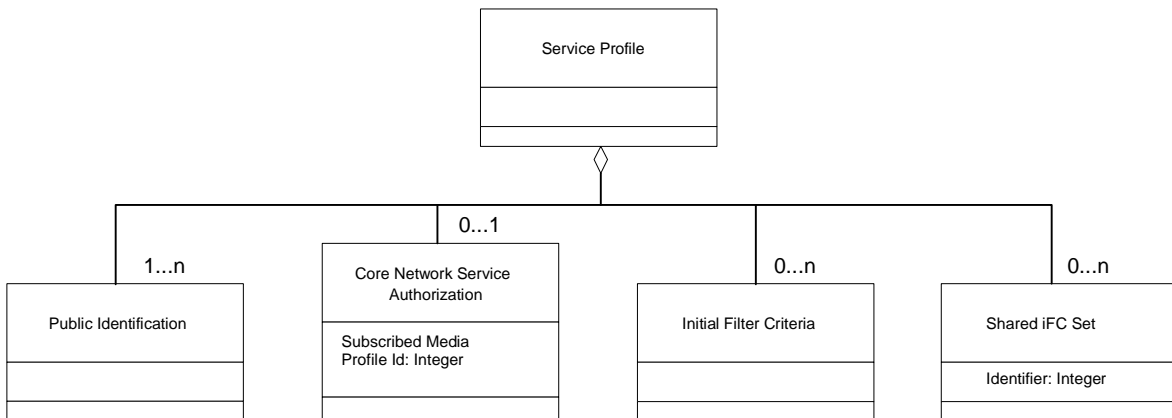 Service Profile
0...1
1...n
0...n
0...n
Core Network Service
Authorization
Public Identification
Initial Filter Criteria
Shared iFC Set
Subscribed Media
Profile Id: Integer
Identifier: Integer